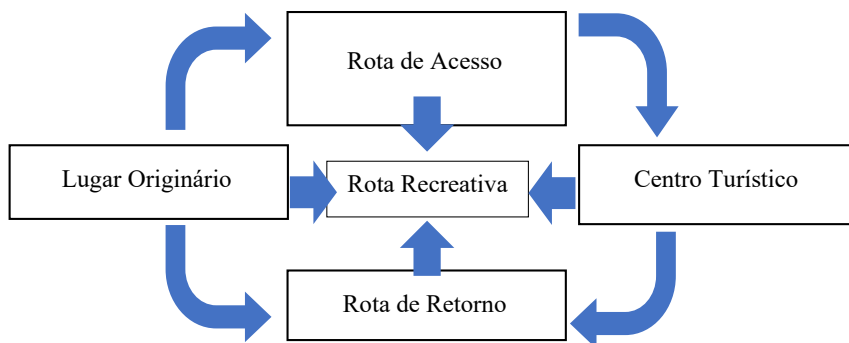 Rota de Acesso
Lugar Originário
Rota Recreativa
Centro Turístico
Rota de Retorno